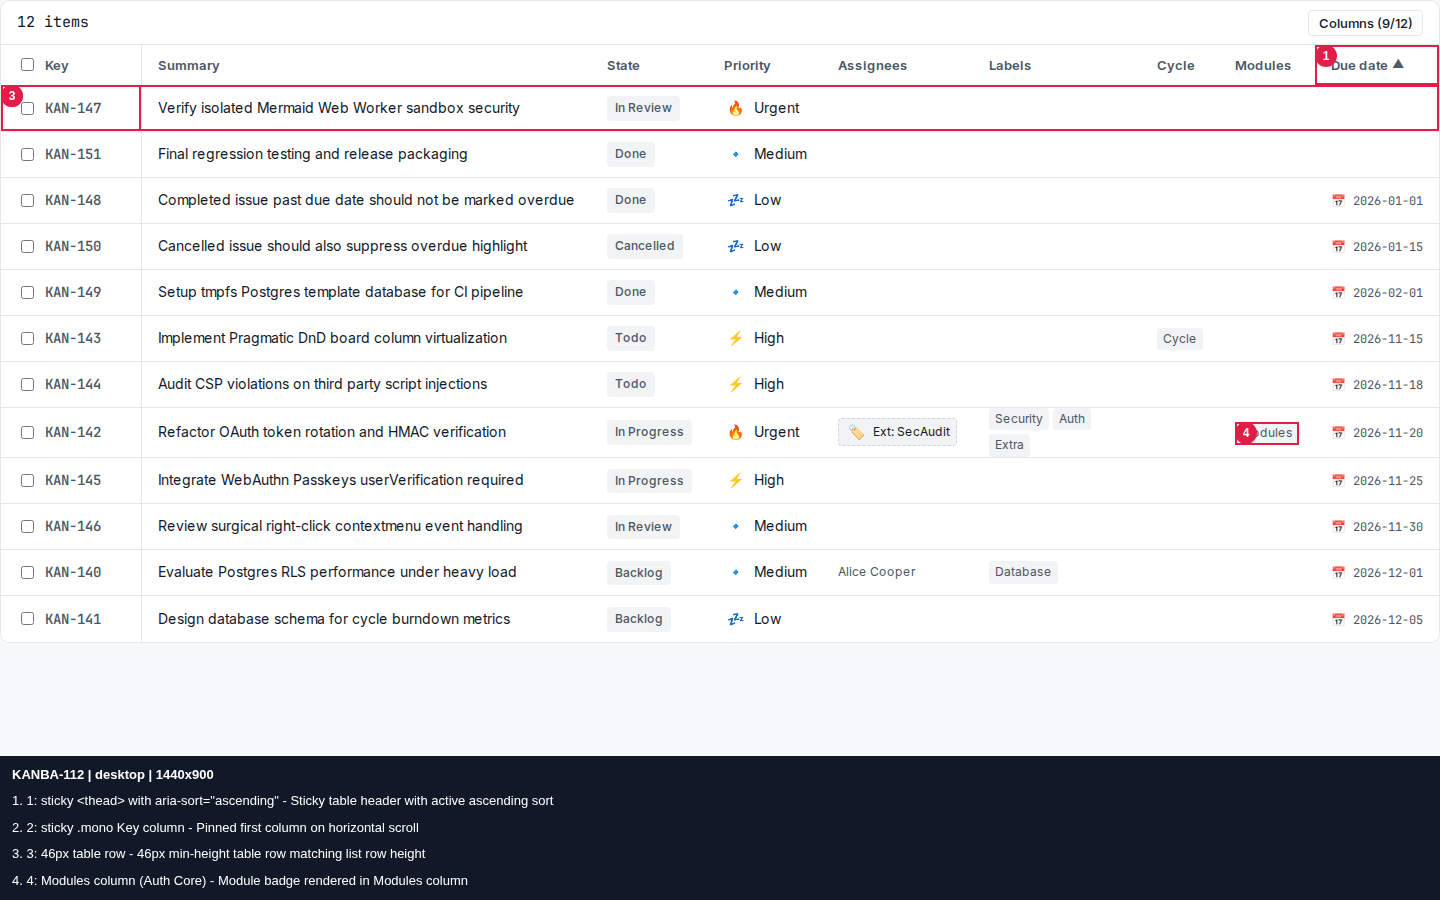 12 items
Columns (9/12)
Key Summary State Priority Assignees Labels Cycle Modules 1 Due date ▲
3 KAN-147 Verify isolated Mermaid Web Worker sandbox security In Review Urgent
KAN-151 Final regression testing and release packaging Done Medium
KAN-148 Completed issue past due date should not be marked overdue Done Low 2026-01-01
KAN-150 Cancelled issue should also suppress overdue highlight Cancelled Low 2026-01-15
KAN-149 Setup tmpfs Postgres template database for CI pipeline Done Medium 2026-02-01
KAN-143 Implement Pragmatic DnD board column virtualization Todo High Cycle 2026-11-15
KAN-144 Audit CSP violations on third party script injections Todo High 2026-11-18
KAN-142 Refactor OAuth token rotation and HMAC verification In Progress Urgent Ext: SecAudit Security Auth Extra 4 dules 2026-11-20
KAN-145 Integrate WebAuthn Passkeys userVerification required In Progress High 2026-11-25
KAN-146 Review surgical right-click contextmenu event handling In Review Medium 2026-11-30
KAN-140 Evaluate Postgres RLS performance under heavy load Backlog Medium Alice Cooper Database 2026-12-01
KAN-141 Design database schema for cycle burndown metrics Backlog Low 2026-12-05
KANBA-112 | desktop | 1440x900
1. 1: sticky <thead> with aria-sort="ascending" - Sticky table header with active ascending sort
2. 2: sticky .mono Key column - Pinned first column on horizontal scroll
3. 3: 46px table row - 46px min-height table row matching list row height
4. 4: Modules column (Auth Core) - Module badge rendered in Modules column